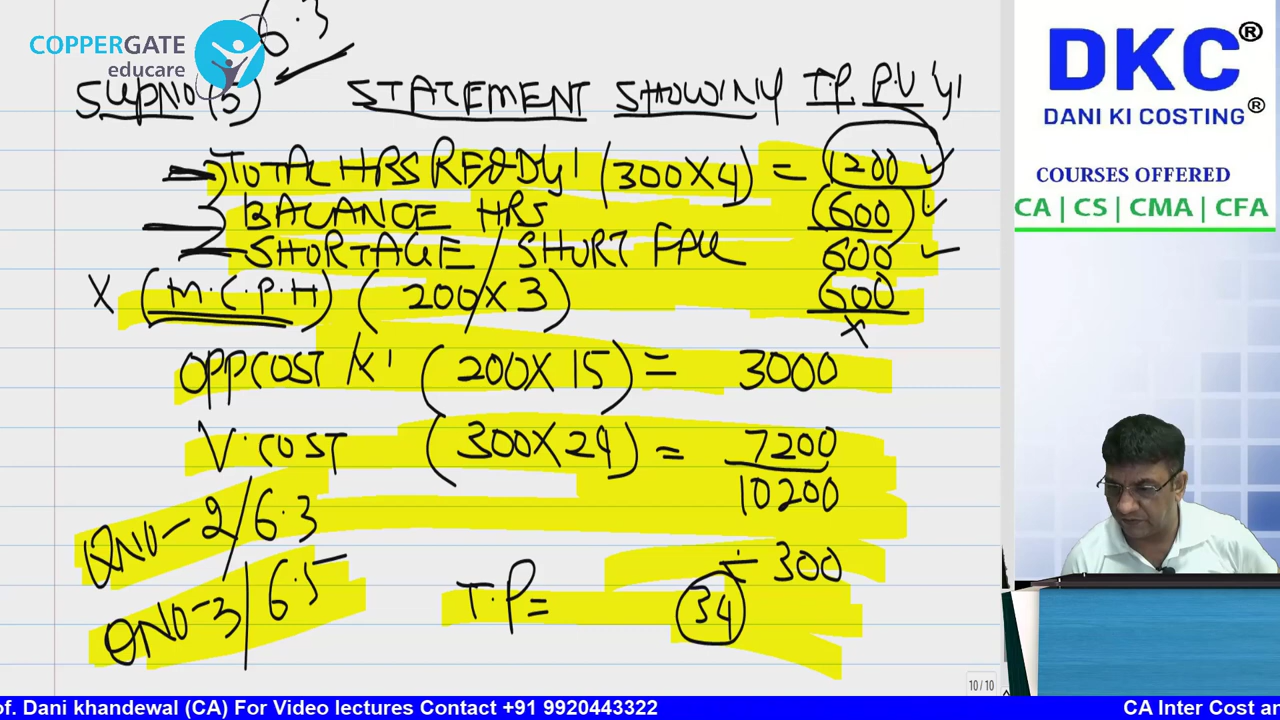 6.3
COPPERGATE
educare
SUPNO (5) STATEMENT SHOWING T.P. P.U
TOTAL HRS (300X4) = 1200
BALANCE HRS (600)
SHORTAGE / SHORT FALL 600
X (M.C.P.H) (200X3) 600
X
OPP COST (200X15) = 3000
V. COST (300X24) = 7200
10200
QNO-2/6.3
÷ 300
QNO-3/6.5
T.P = 34
10/10
DKC®
DANI KI COSTING®
COURSES OFFERED
CA | CS | CMA | CFA
of. Dani khandewal (CA) For Video lectures Contact +91 9920443322 CA Inter Cost an